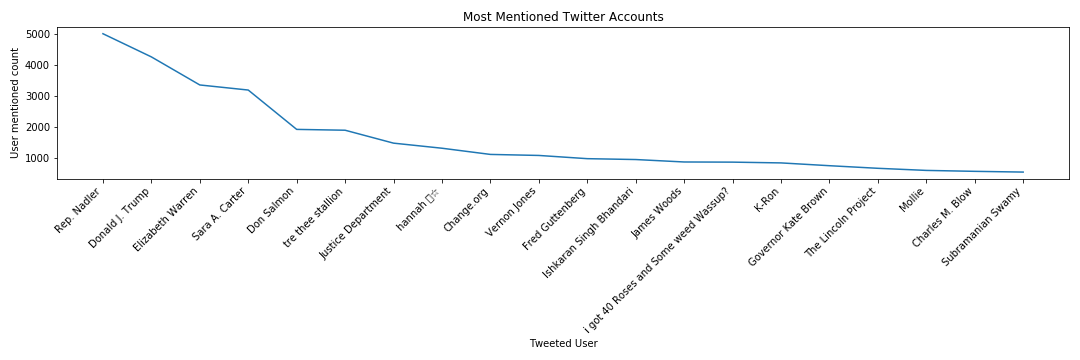 Most Mentioned Twitter Accounts
User mentioned count
5000
4000
3000
2000
1000
Rep. Nadler
Donald J. Trump
Elizabeth Warren
Sara A. Carter
Don Salmon
tre thee stallion
Justice Department
hannah ▯☆
Change.org
Vernon Jones
Fred Guttenberg
Ishkaran Singh Bhandari
James Woods
i got 40 Roses and Some weed Wassup?
K-Ron
Governor Kate Brown
The Lincoln Project
Mollie
Charles M. Blow
Subramanian Swamy
Tweeted User